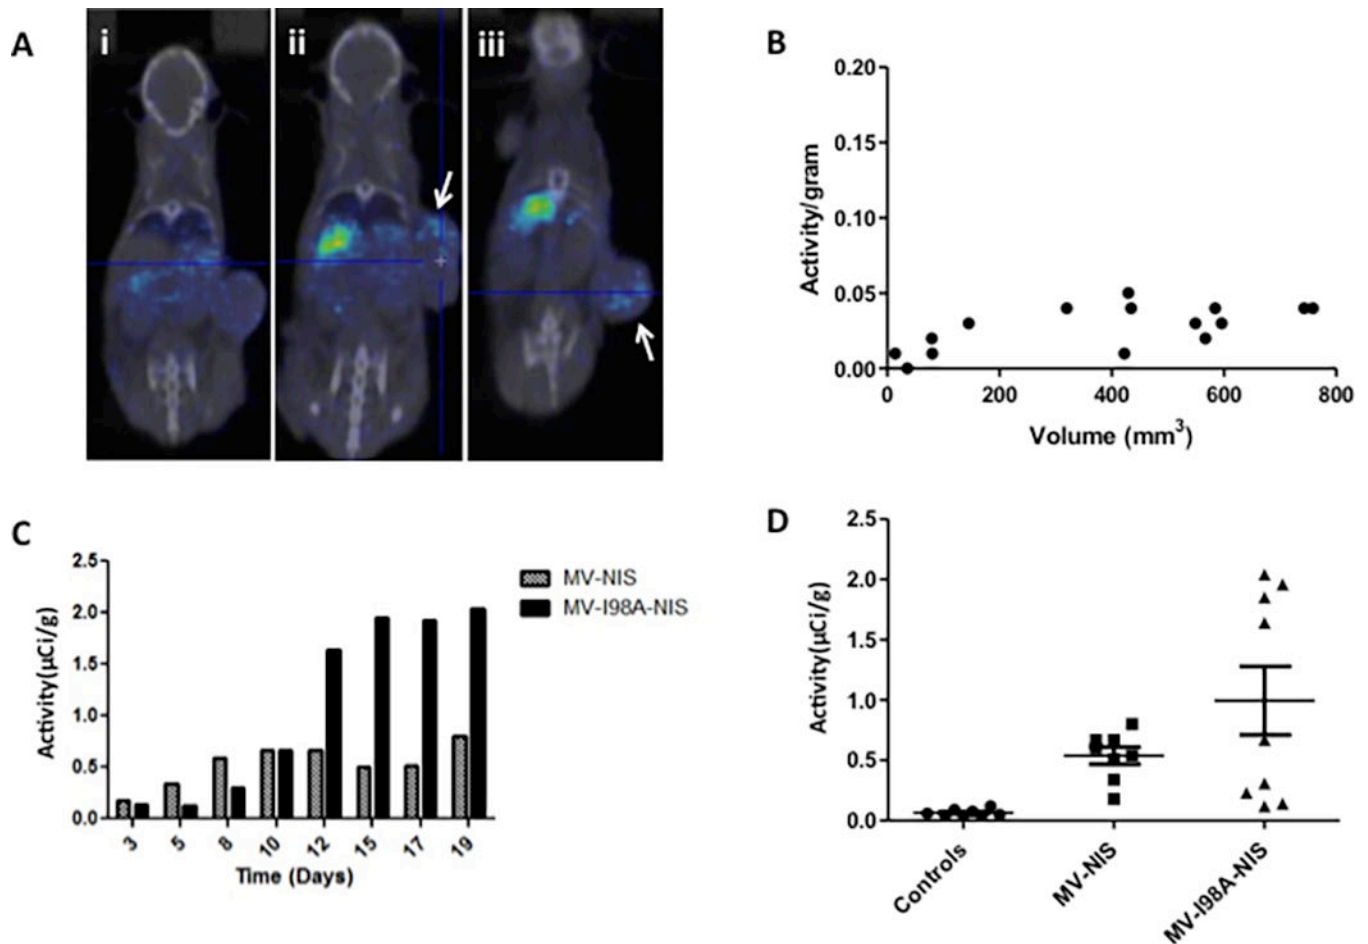 A
i
ii
iii
B
0.20
0.15
0.10
0.05
0.00
Activity/gram
0 200 400 600 800
Volume (mm³)
C
2.5
2.0
1.5
1.0
0.5
0.0
Activity(µCi/g)
3 5 8 10 12 15 17 19
Time (Days)
MV-NIS
MV-I98A-NIS
D
2.5
2.0
1.5
1.0
0.5
0.0
Activity(µCi/g)
Controls
MV-NIS
MV-I98A-NIS